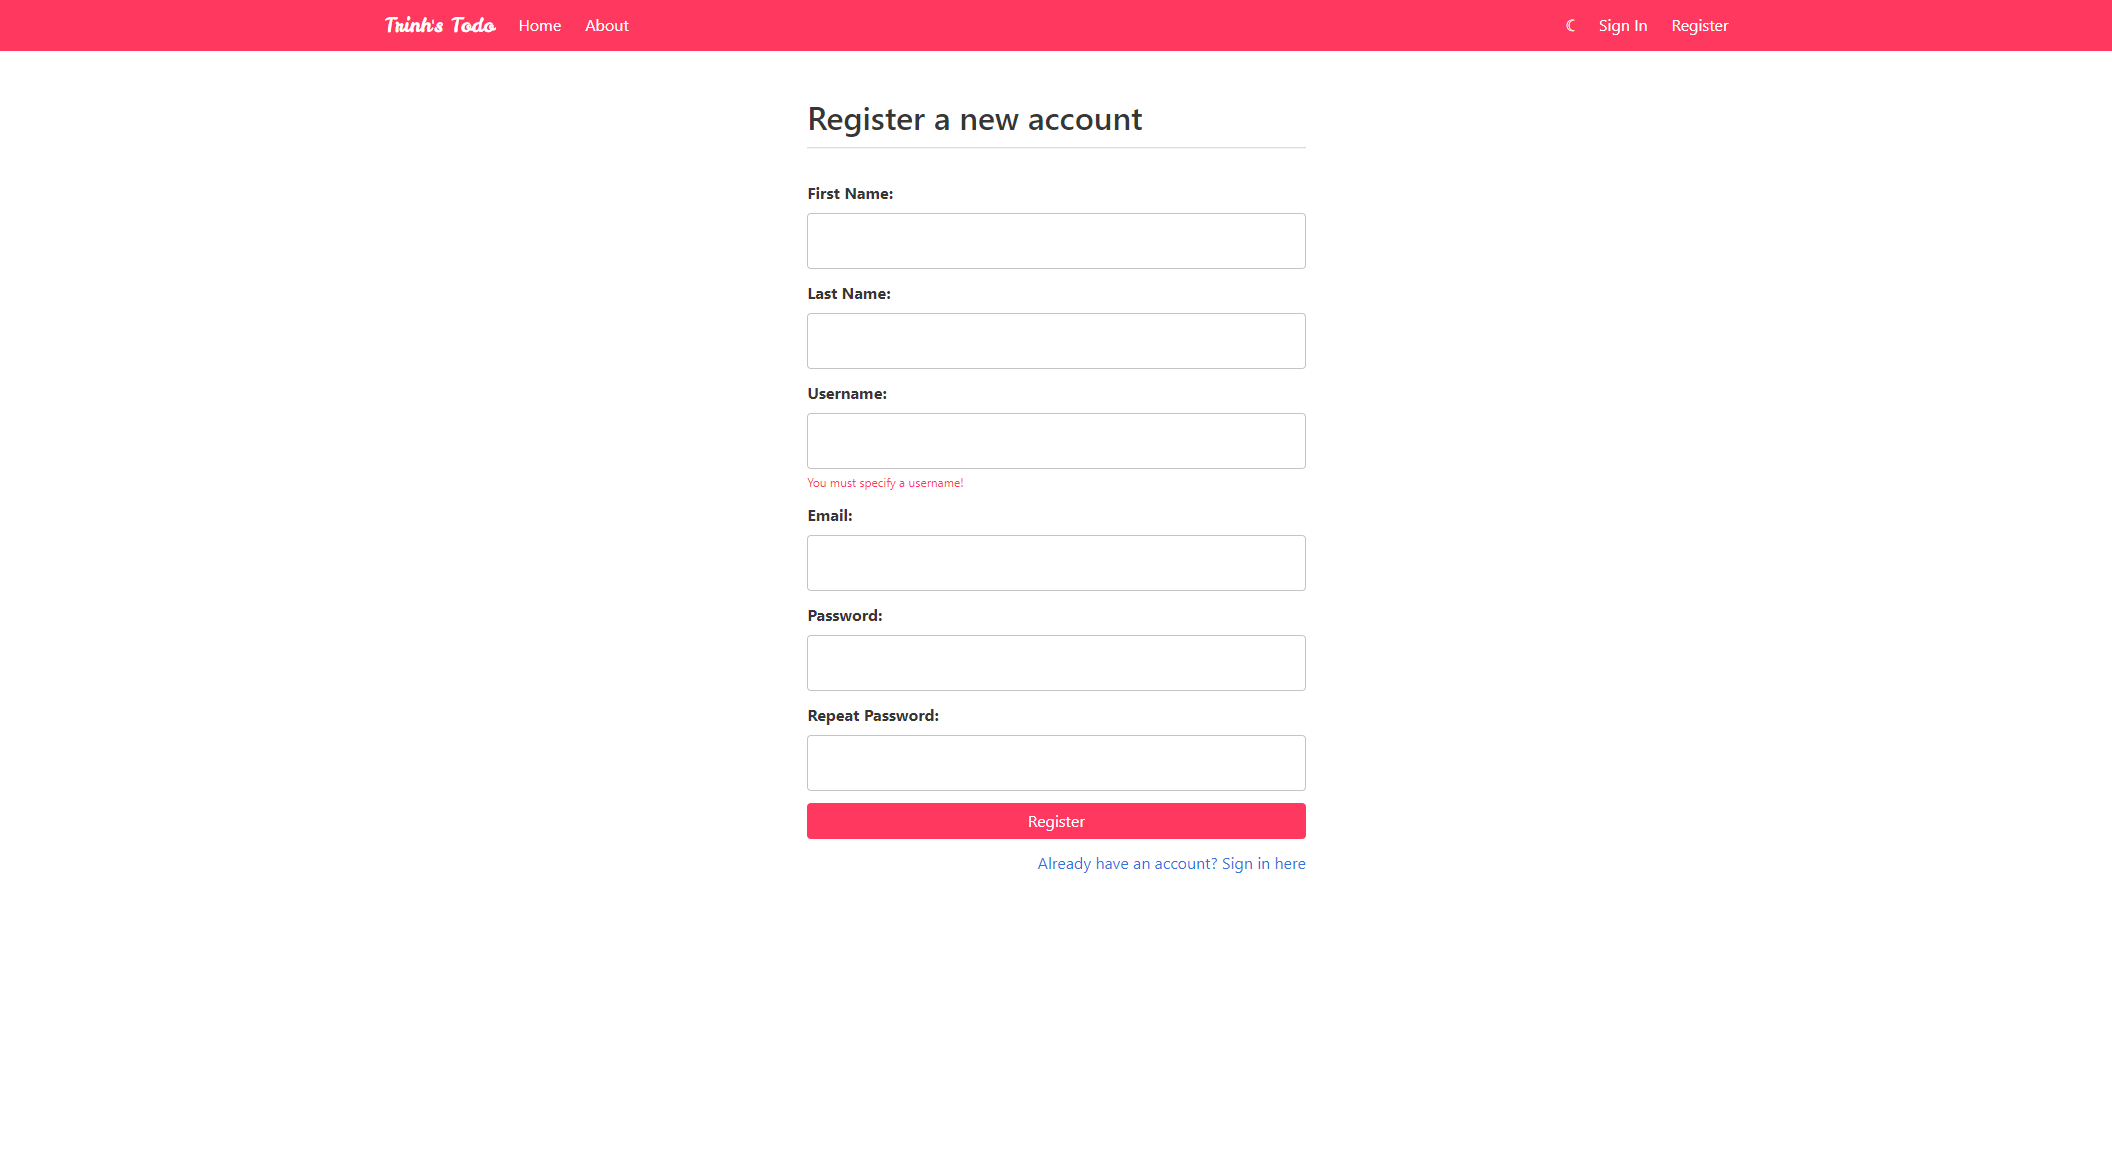 Trinh's Todo Home About ☾ Sign In Register
Register a new account
First Name:
Last Name:
Username:
You must specify a username!
Email:
Password:
Repeat Password:
Register
Already have an account? Sign in here